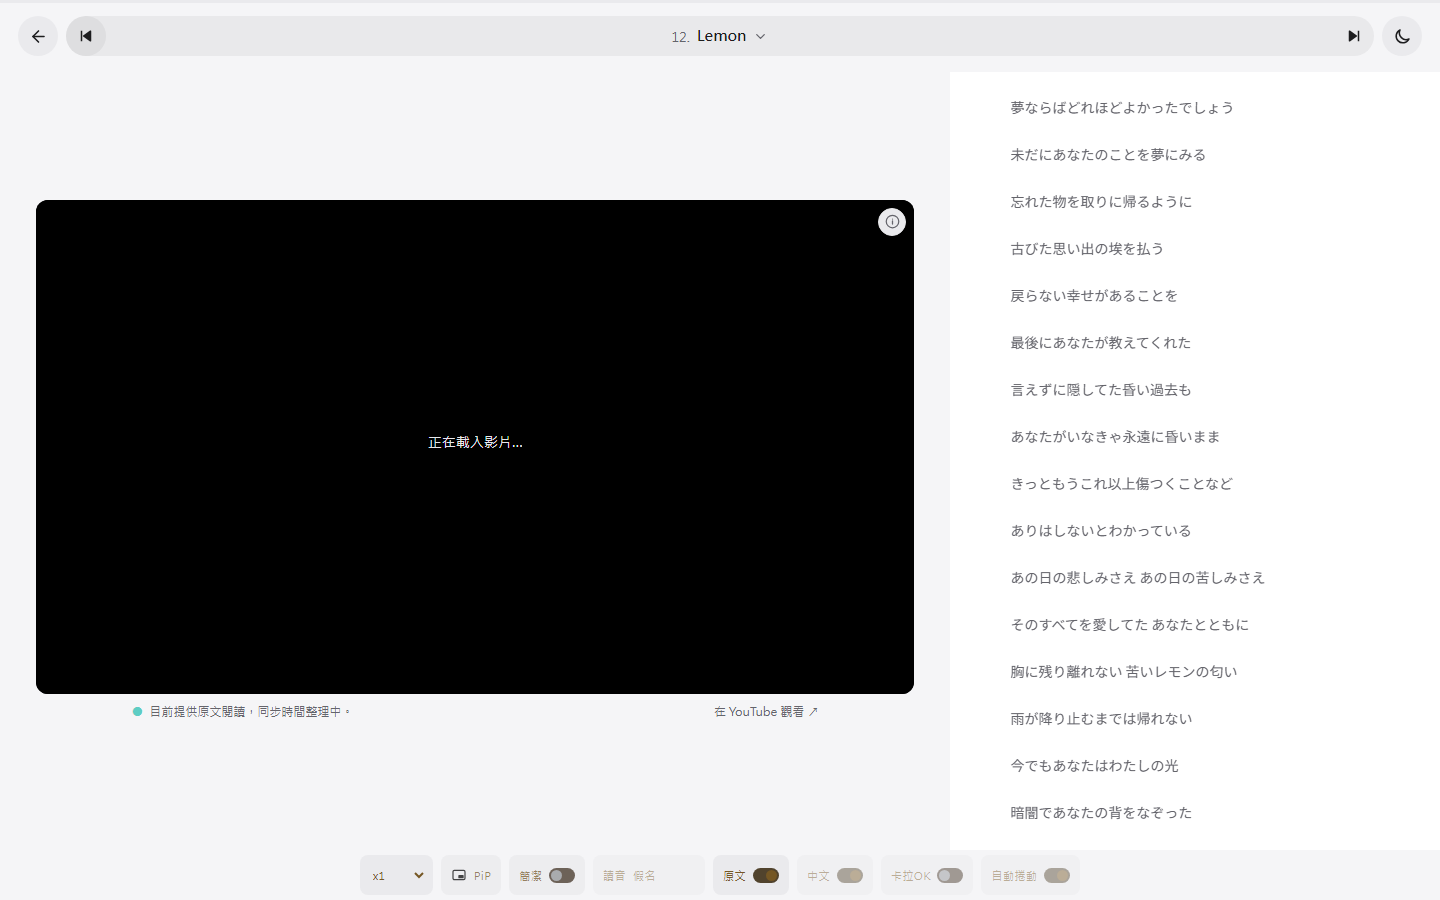 12. Lemon
夢ならばどれほどよかったでしょう
未だにあなたのことを夢にみる
忘れた物を取りに帰るように
古びた思い出の埃を払う
戻らない幸せがあることを
最後にあなたが教えてくれた
言えずに隠してた昏い過去も
あなたがいなきゃ永遠に昏いまま
きっともうこれ以上傷つくことなど
ありはしないとわかっている
あの日の悲しみさえ あの日の苦しみさえ
そのすべてを愛してた あなたとともに
胸に残り離れない 苦いレモンの匂い
雨が降り止むまでは帰れない
今でもあなたはわたしの光
暗闇であなたの背をなぞった
正在載入影片...
目前提供原文閱讀，同步時間整理中。
在 YouTube 觀看 ↗
x1
PiP
簡潔
讀音 假名
原文
中文
卡拉OK
自動捲動